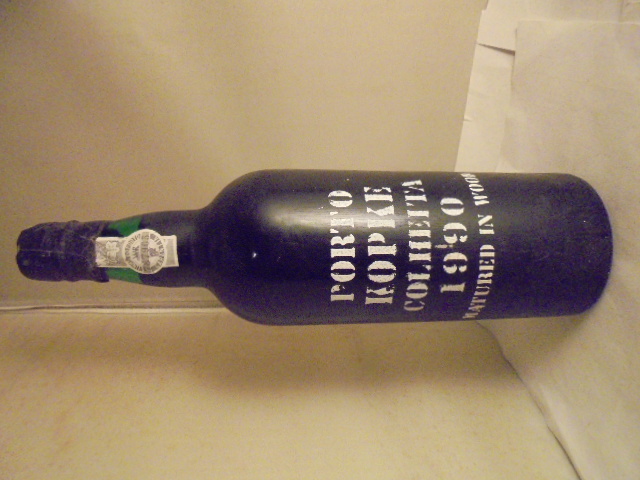 PORTO
KOPKE
COLHEITA
1990
MATURED IN WOOD